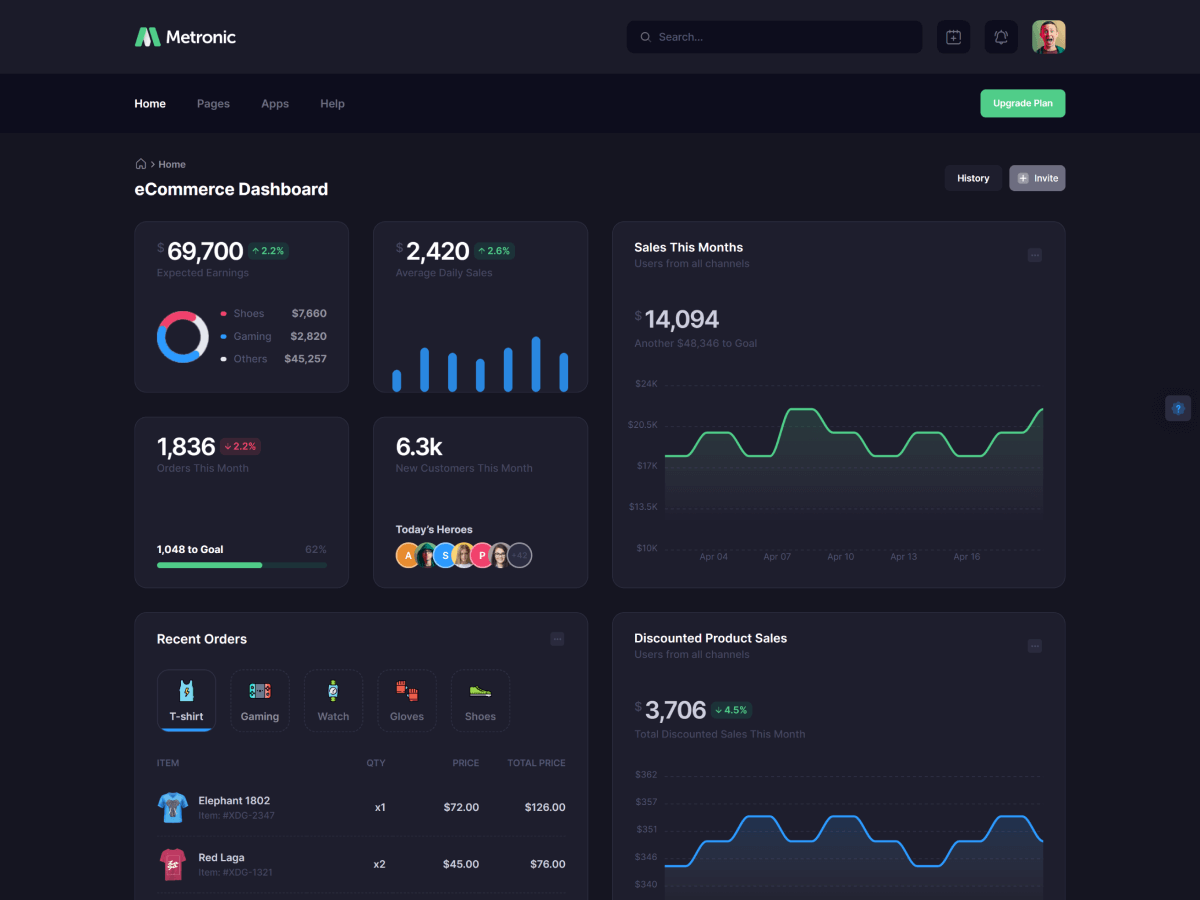 Metronic
Search...
Home Pages Apps Help
Upgrade Plan
Home
eCommerce Dashboard
History
Invite
$ 69,700 2.2%
Expected Earnings
Shoes $7,660
Gaming $2,820
Others $45,257
$ 2,420 2.6%
Average Daily Sales
Sales This Months
Users from all channels
$ 14,094
Another $48,346 to Goal
$24K
$20.5K
$17K
$13.5K
$10K
Apr 04 Apr 07 Apr 10 Apr 13 Apr 16
1,836 2.2%
Orders This Month
1,048 to Goal 62%
6.3k
New Customers This Month
Today's Heroes
A S P +42
?
Recent Orders
T-shirt Gaming Watch Gloves Shoes
ITEM QTY PRICE TOTAL PRICE
Elephant 1802 x1 $72.00 $126.00
Item: #XDG-2347
Red Laga x2 $45.00 $76.00
Item: #XDG-1321
Discounted Product Sales
Users from all channels
$ 3,706 4.5%
Total Discounted Sales This Month
$362
$357
$351
$346
$340